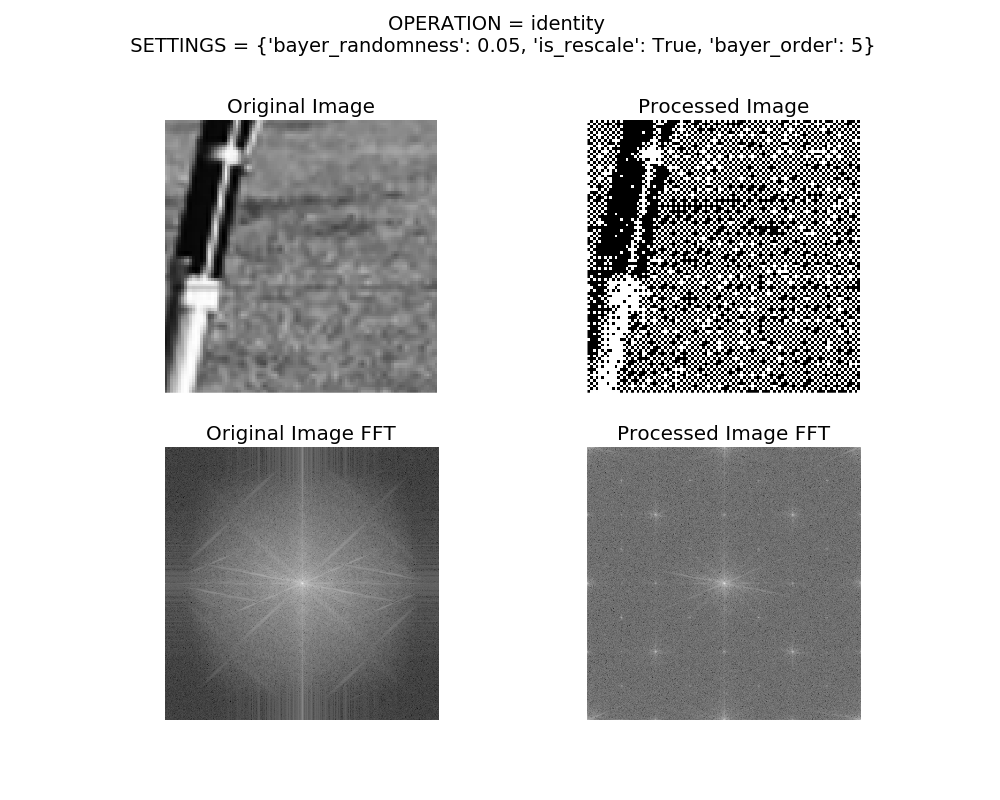 OPERATION = identity
SETTINGS = {'bayer_randomness': 0.05, 'is_rescale': True, 'bayer_order': 5}
Original Image
Processed Image
Original Image FFT
Processed Image FFT